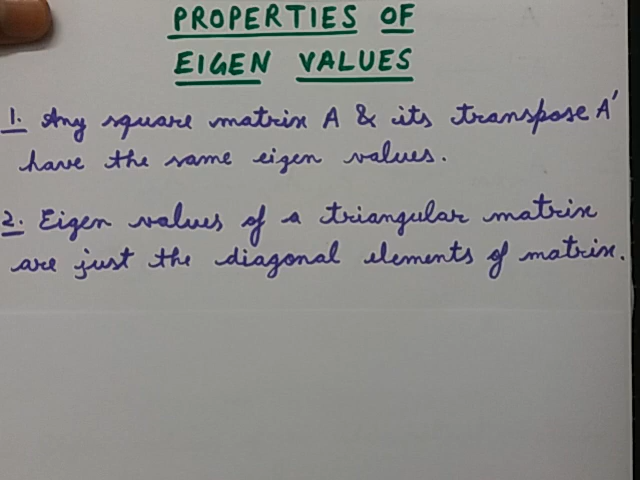 PROPERTIES OF
EIGEN VALUES
1. Any square matrix A & its transpose A'
have the same eigen values.
2. Eigen values of a triangular matrix
are just the diagonal elements of matrix.